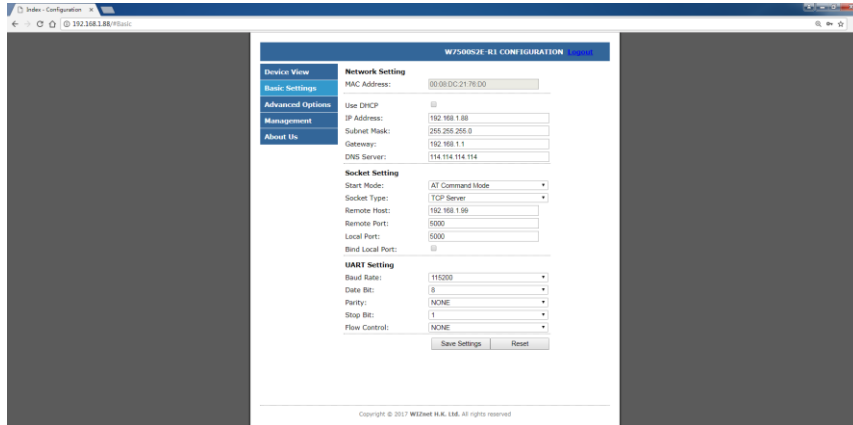 Index - Configuration
192.168.1.88/#Basic
W7500S2E-R1 CONFIGURATION Logout
Device View
Basic Settings
Advanced Options
Management
About Us
Network Setting
MAC Address: 00:08:DC:21:76:D0
Use DHCP
IP Address: 192.168.1.88
Subnet Mask: 255.255.255.0
Gateway: 192.168.1.1
DNS Server: 114.114.114.114
Socket Setting
Start Mode: AT Command Mode
Socket Type: TCP Server
Remote Host: 192.168.1.99
Remote Port: 5000
Local Port: 5000
Bind Local Port:
UART Setting
Baud Rate: 115200
Date Bit: 8
Parity: NONE
Stop Bit: 1
Flow Control: NONE
Save Settings Reset
Copyright © 2017 WIZnet H.K. Ltd. All rights reserved